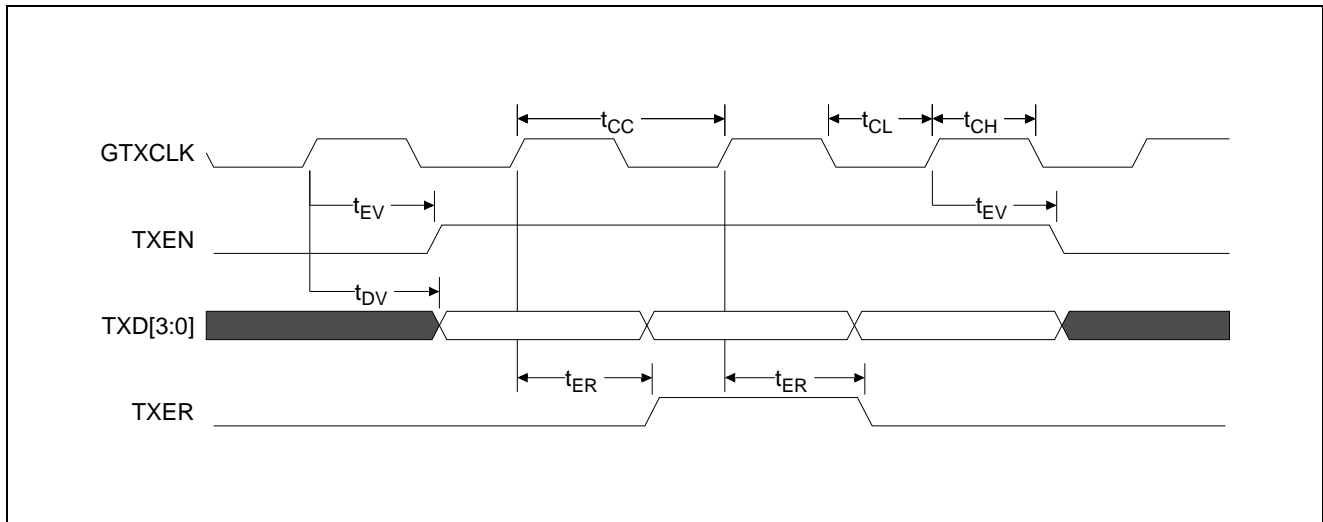 tCC
tCL
tCH
GTXCLK
tEV
tEV
TXEN
tDV
TXD[3:0]
tER
tER
TXER